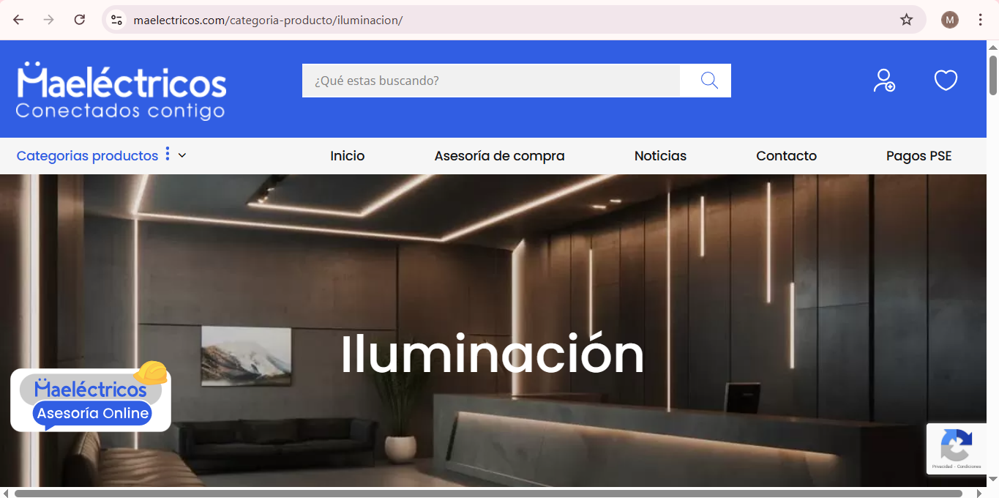 maelectricos.com/categoria-producto/iluminacion/
M
Maeléctricos
Conectados contigo
¿Qué estas buscando?
Categorias productos
Inicio
Asesoría de compra
Noticias
Contacto
Pagos PSE
Iluminación
Maeléctricos
Asesoría Online
Privacidad - Condiciones